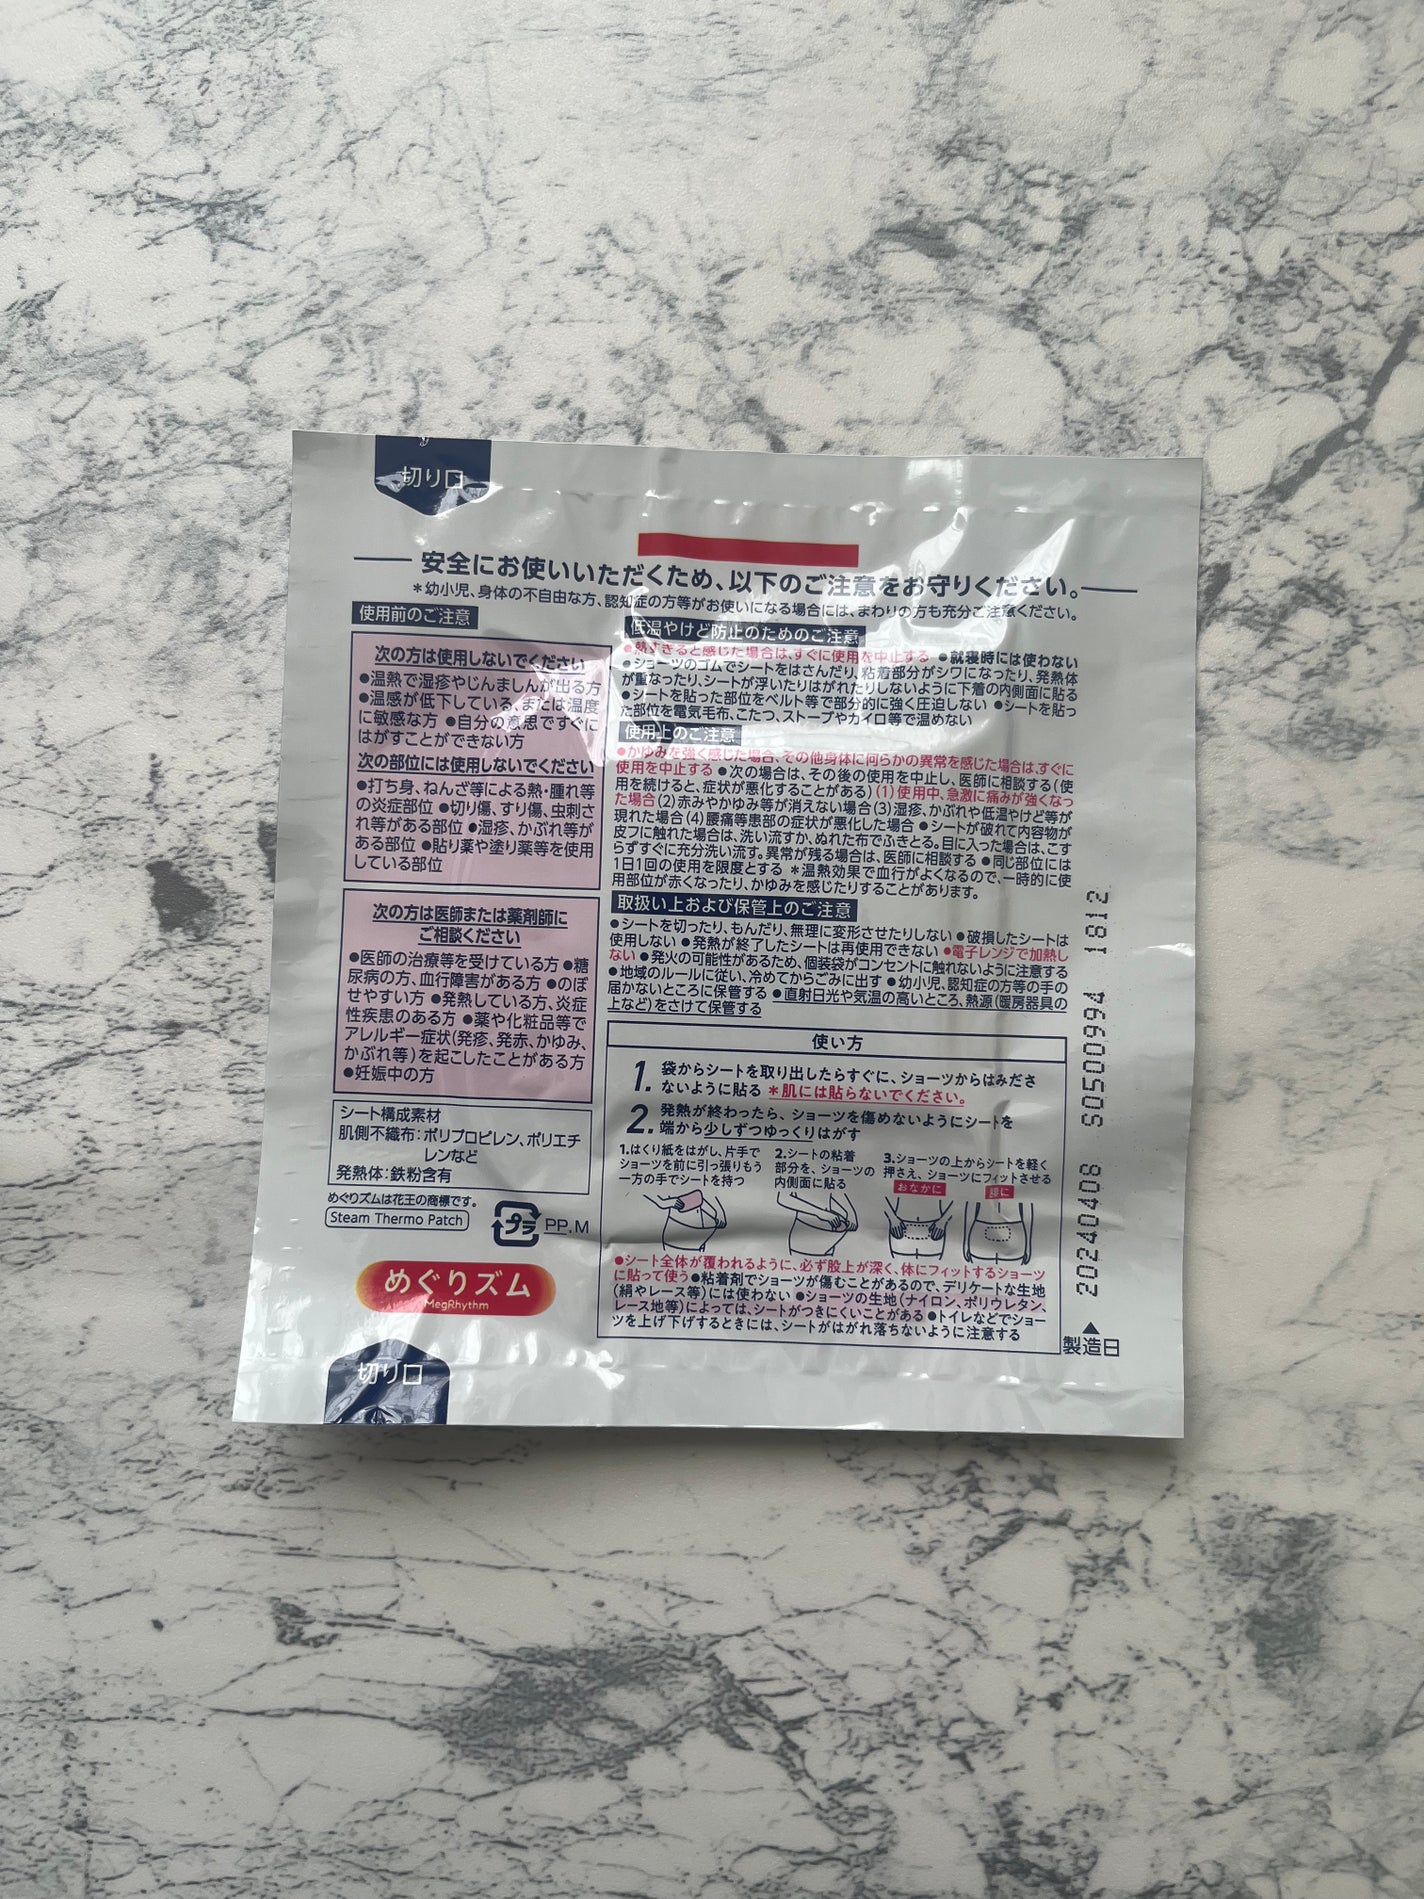 切り口
安全にお使いいただくため、以下のご注意をお守りください。
＊幼小児、身体の不自由な方、認知症の方等がお使いになる場合には、まわりの方も充分ご注意ください。
使用前のご注意
次の方は使用しないでください
●温熱で湿疹やじんましんが出る方
●温感が低下している、または温度
に敏感な方 ●自分の意思ですぐに
はがすことができない方
次の部位には使用しないでください
●打ち身、ねんざ等による熱・腫れ等
の炎症部位 ●切り傷、すり傷、虫刺さ
れ等がある部位 ●湿疹、かぶれ等が
ある部位 ●貼り薬や塗り薬等を使用
している部位
次の方は医師または薬剤師に
ご相談ください
●医師の治療等を受けている方 ●糖
尿病の方、血行障害がある方 ●のぼ
せやすい方 ●発熱している方、炎症
性疾患のある方 ●薬や化粧品等で
アレルギー症状(発疹、発赤、かゆみ、
かぶれ等)を起こしたことがある方
●妊娠中の方
シート構成素材
肌側不織布：ポリプロピレン、ポリエチ
レンなど
発熱体：鉄粉含有
めぐりズムは花王の商標です。
Steam Thermo Patch
プラ PP,M
めぐりズム
MegRhythm
切り口
低温やけど防止のためのご注意
●熱すぎると感じた場合は、すぐに使用を中止する ●就寝時には使わない
●ショーツのゴムでシートをはさんだり、粘着部分がシワになったり、発熱体
が重なったり、シートが浮いたりはがれたりしないように下着の内側面に貼る
●シートを貼った部位をベルト等で部分的に強く圧迫しない ●シートを貼っ
た部位を電気毛布、こたつ、ストーブやカイロ等で温めない
使用上のご注意
●かゆみを強く感じた場合、その他身体に何らかの異常を感じた場合は、すぐに
使用を中止する ●次の場合は、その後の使用を中止し、医師に相談する(使
用を続けると、症状が悪化することがある)(1)使用中、急激に痛みが強くなっ
た場合(2)赤みやかゆみ等が消えない場合(3)湿疹、かぶれや低温やけど等が
現れた場合(4)腰痛等患部の症状が悪化した場合 ●シートが破れて内容物が
皮フに触れた場合は、洗い流すか、ぬれた布でふきとる。目に入った場合は、こす
らずすぐに充分洗い流す。異常が残る場合は、医師に相談する ●同じ部位には
1日1回の使用を限度とする ＊温熱効果で血行がよくなるので、一時的に使
用部位が赤くなったり、かゆみを感じたりすることがあります。
取扱い上および保管上のご注意
●シートを切ったり、もんだり、無理に変形させたりしない ●破損したシートは
使用しない ●発熱が終了したシートは再使用できない ●電子レンジで加熱し
ない ●発火の可能性があるため、個装袋がコンセントに触れないように注意する
●地域のルールに従い、冷めてからごみに出す ●幼小児、認知症の方等の手の
届かないところに保管する ●直射日光や気温の高いところ、熱源(暖房器具の
上など)をさけて保管する
使い方
1. 袋からシートを取り出したらすぐに、ショーツからはみださ
ないように貼る ＊肌には貼らないでください。
2. 発熱が終わったら、ショーツを傷めないようにシートを
端から少しずつゆっくりはがす
1.はくり紙をはがし、片手で
ショーツを前に引っ張りもう
一方の手でシートを持つ
2.シートの粘着
部分を、ショーツの
内側面に貼る
3.ショーツの上からシートを軽く
押さえ、ショーツにフィットさせる
おなかに
腰に
●シート全体が覆われるように、必ず股上が深く、体にフィットするショーツ
に貼って使う ●粘着剤でショーツが傷むことがあるので、デリケートな生地
(絹やレース等)には使わない ●ショーツの生地(ナイロン、ポリウレタン、
レース地等)によっては、シートがつきにくいことがある ●トイレなどでショー
ツを上げ下げするときには、シートがはがれ落ちないように注意する
20240408 S0500994 1812
▲
製造日